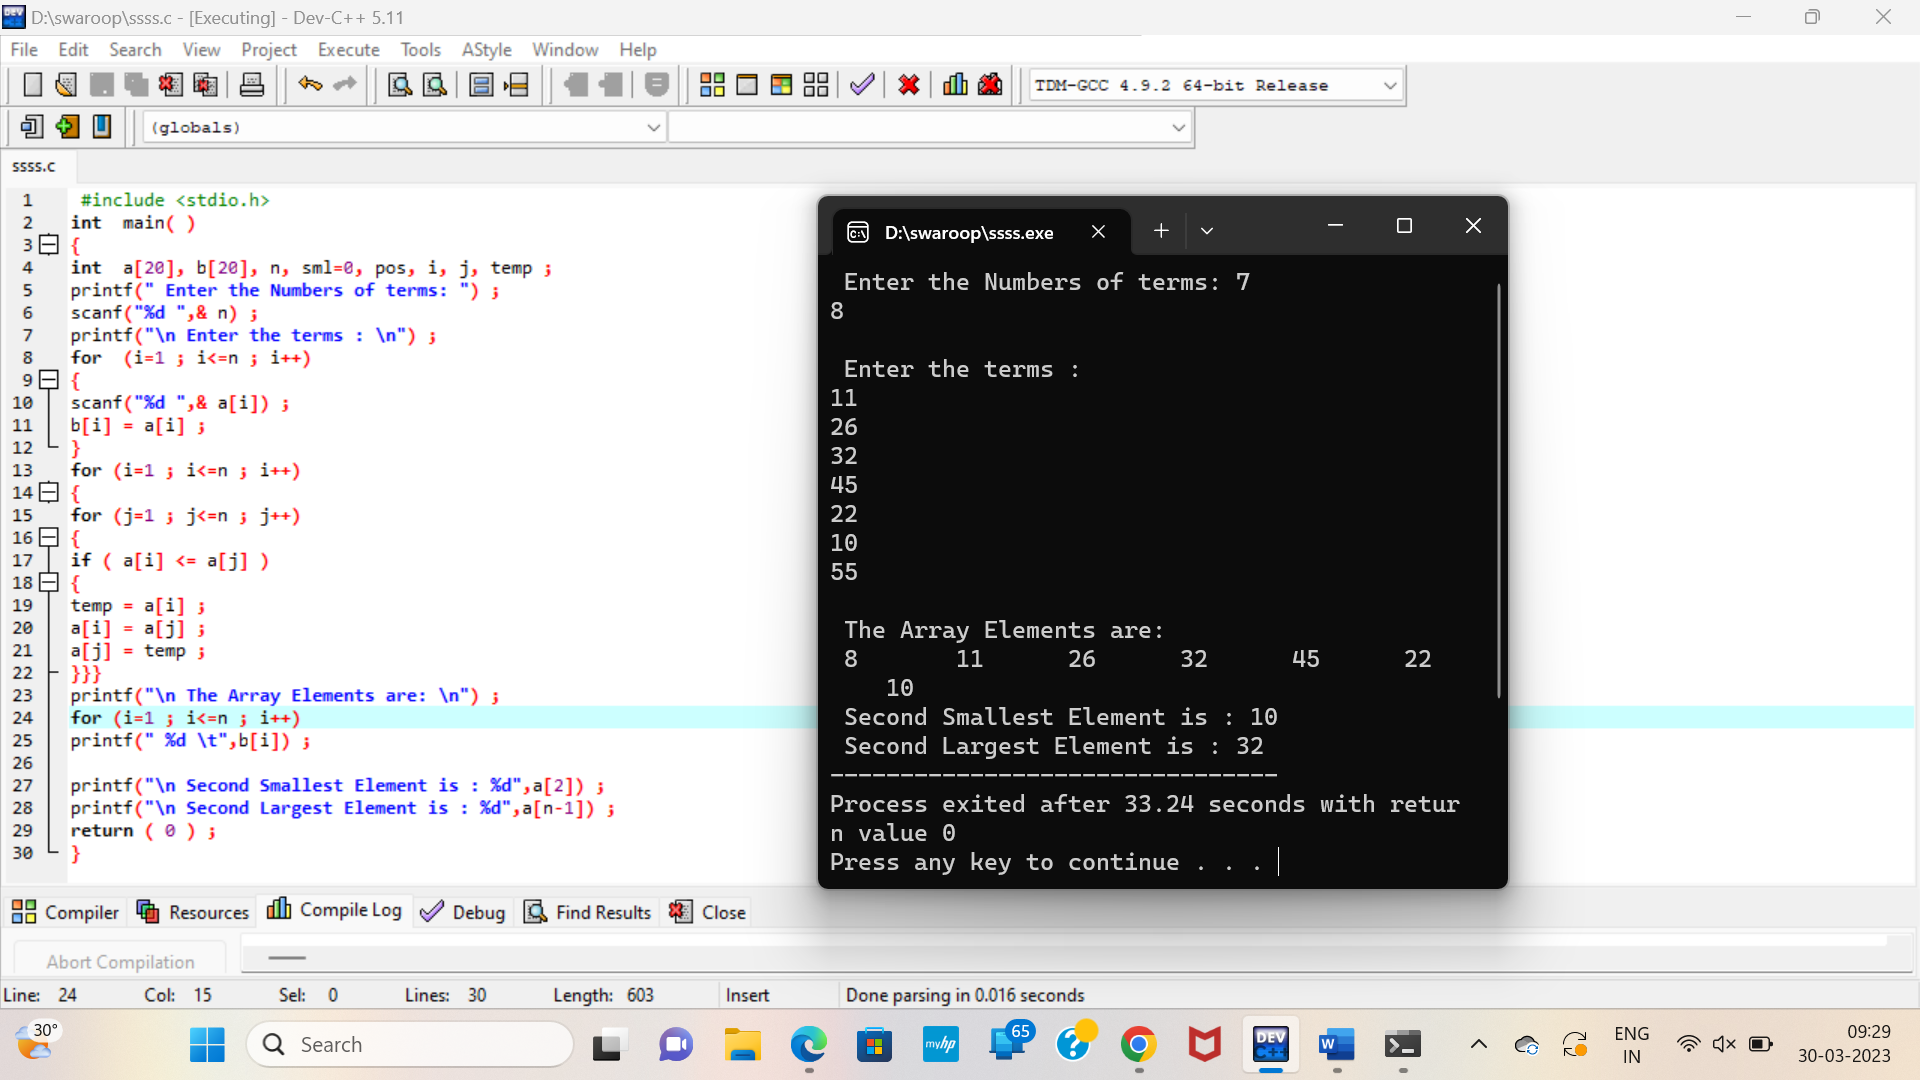 D:\swaroop\ssss.c - [Executing] - Dev-C++ 5.11
File Edit Search View Project Execute Tools AStyle Window Help
TDM-GCC 4.9.2 64-bit Release
(globals)
ssss.c
1 #include <stdio.h>
2 int  main( )
3 {
4 int  a[20], b[20], n, sml=0, pos, i, j, temp ;
5 printf(" Enter the Numbers of terms: ") ;
6 scanf("%d ",& n) ;
7 printf("\n Enter the terms : \n") ;
8 for  (i=1 ; i<=n ; i++)
9 {
10 scanf("%d ",& a[i]) ;
11 b[i] = a[i] ;
12 }
13 for (i=1 ; i<=n ; i++)
14 {
15 for (j=1 ; j<=n ; j++)
16 {
17 if ( a[i] <= a[j] )
18 {
19 temp = a[i] ;
20 a[i] = a[j] ;
21 a[j] = temp ;
22 }}}
23 printf("\n The Array Elements are: \n") ;
24 for (i=1 ; i<=n ; i++)
25 printf(" %d \t",b[i]) ;
26
27 printf("\n Second Smallest Element is : %d",a[2]) ;
28 printf("\n Second Largest Element is : %d",a[n-1]) ;
29 return ( 0 ) ;
30 }
D:\swaroop\ssss.exe
Enter the Numbers of terms: 7
8
Enter the terms :
11
26
32
45
22
10
55
The Array Elements are:
8 11 26 32 45 22
10
Second Smallest Element is : 10
Second Largest Element is : 32
--------------------------------
Process exited after 33.24 seconds with retur
n value 0
Press any key to continue . . .
Compiler Resources Compile Log Debug Find Results Close
Abort Compilation
Line: 24 Col: 15 Sel: 0 Lines: 30 Length: 603 Insert Done parsing in 0.016 seconds
30°
Search
myhp
65
DEV
C++
W
ENG
IN
09:29
30-03-2023